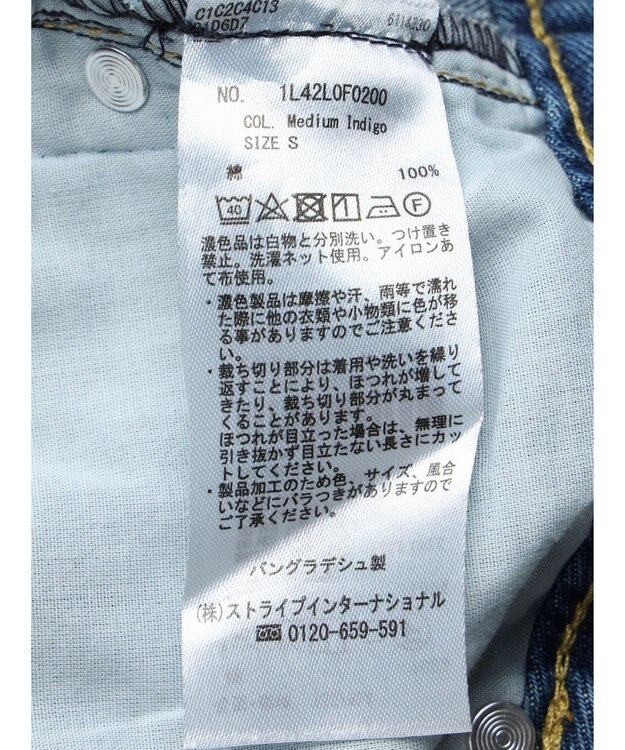 C1C2C4C13
NO. 1L42L0F0200
COL. Medium Indigo
SIZE S
綿 100%
40 F
濃色品は白物と分別洗い。つけ置き
禁止。洗濯ネット使用。アイロンあ
て布使用。
・濃色製品は摩擦や汗、雨等で濡れ
た際に他の衣類や小物類に色が移
る事がありますのでご注意くださ
い。
・裁ち切り部分は着用や洗いを繰り
返すことにより、ほつれが増して
きたり、裁ち切り部分が丸まって
くることがあります。
ほつれが目立った場合は、無理に
引き抜かず目立たない長さにカッ
トしてください。
・製品加工のため色、サイズ、風合
いなどにバラつきがありますので
ご了承ください。
バングラデシュ製
(株)ストライプインターナショナル
0120-659-591